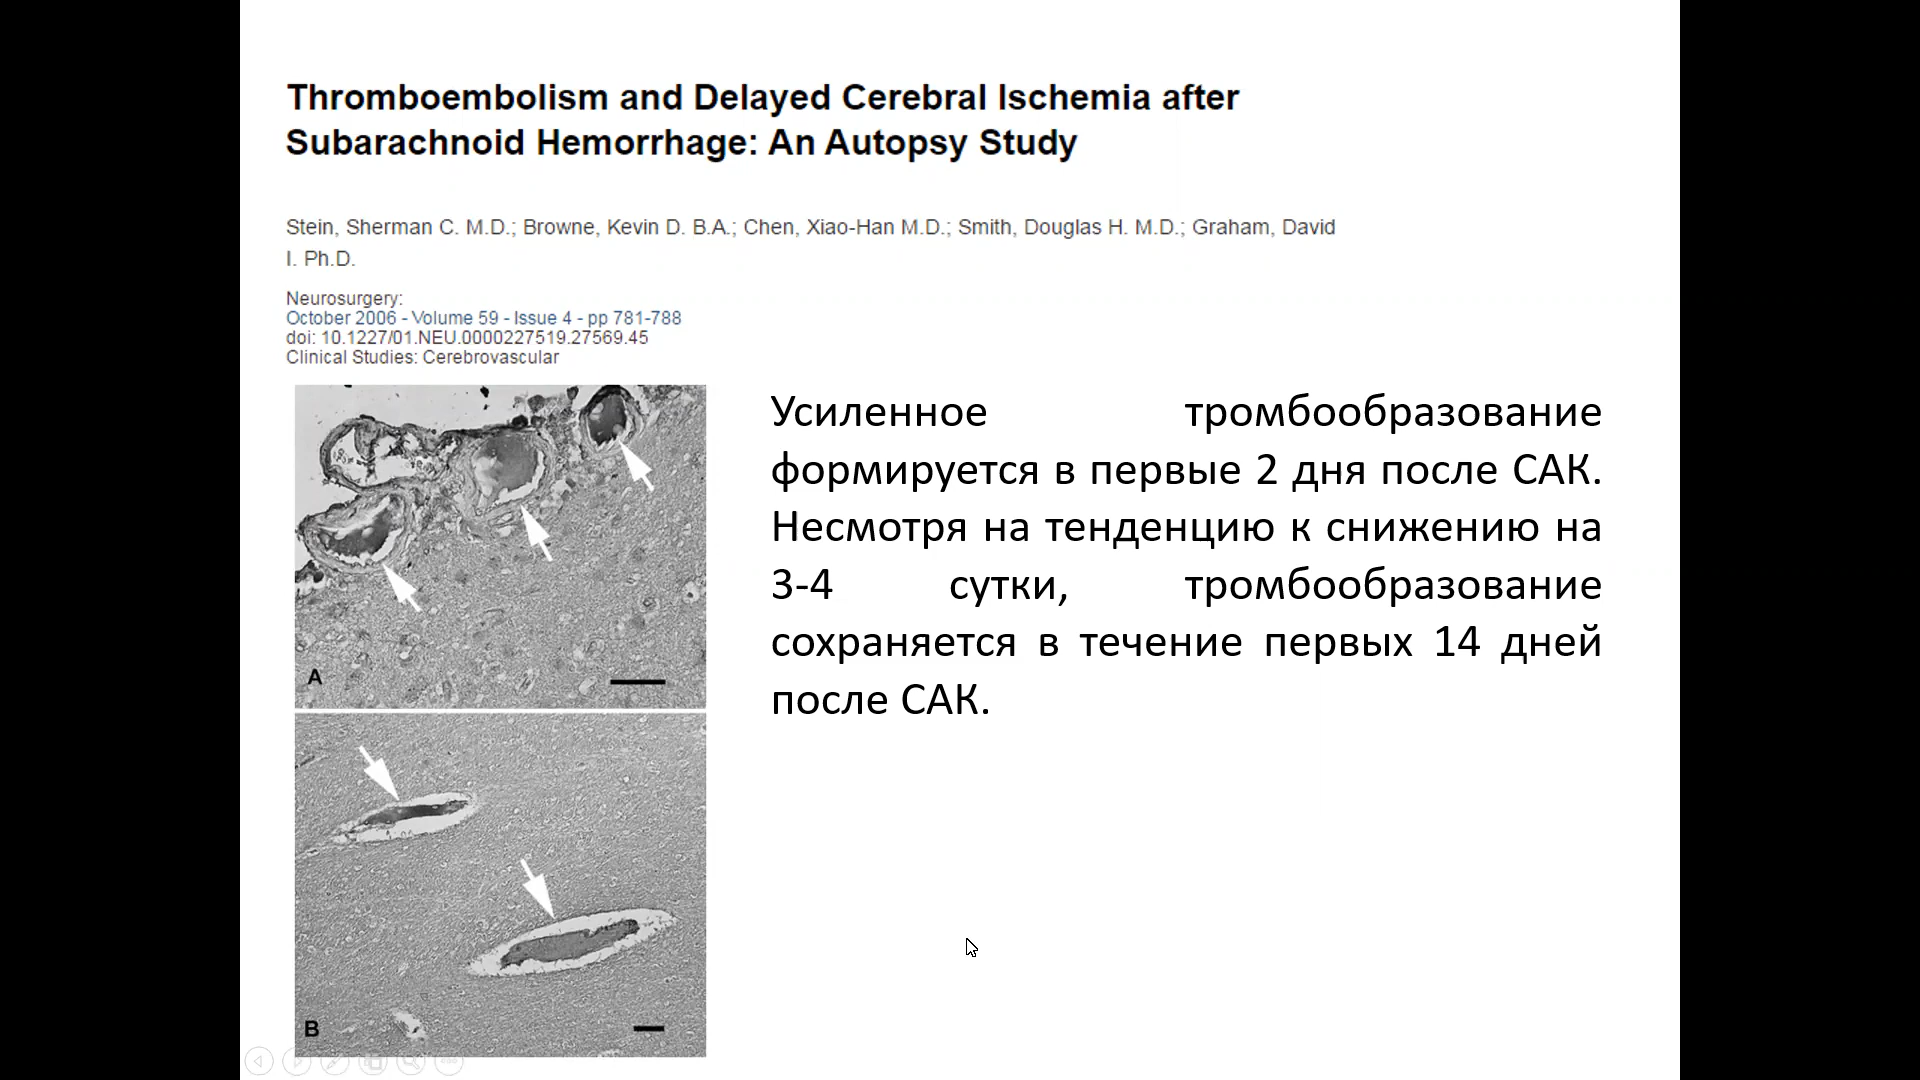 Thromboembolism and Delayed Cerebral Ischemia after
Subarachnoid Hemorrhage: An Autopsy Study
Stein, Sherman C. M.D.; Browne, Kevin D. B.A.; Chen, Xiao-Han M.D.; Smith, Douglas H. M.D.; Graham, David
I. Ph.D.
Neurosurgery:
October 2006 - Volume 59 - Issue 4 - pp 781-788
doi: 10.1227/01.NEU.0000227519.27569.45
Clinical Studies: Cerebrovascular
A
B
Усиленное тромбообразование
формируется в первые 2 дня после САК.
Несмотря на тенденцию к снижению на
3-4 сутки, тромбообразование
сохраняется в течение первых 14 дней
после САК.